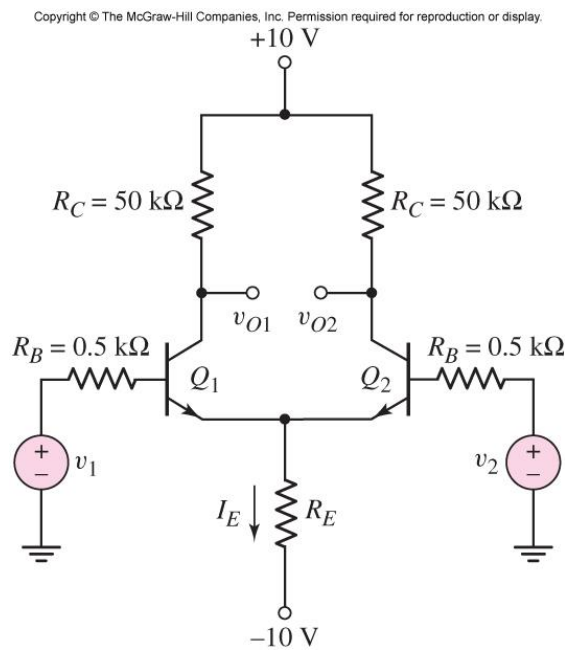 Copyright © The McGraw-Hill Companies, Inc. Permission required for reproduction or display.
+10 V
R_C = 50 kΩ
R_C = 50 kΩ
v_O1
v_O2
R_B = 0.5 kΩ
R_B = 0.5 kΩ
Q_1
Q_2
+
−
v_1
v_2
+
−
I_E
R_E
−10 V